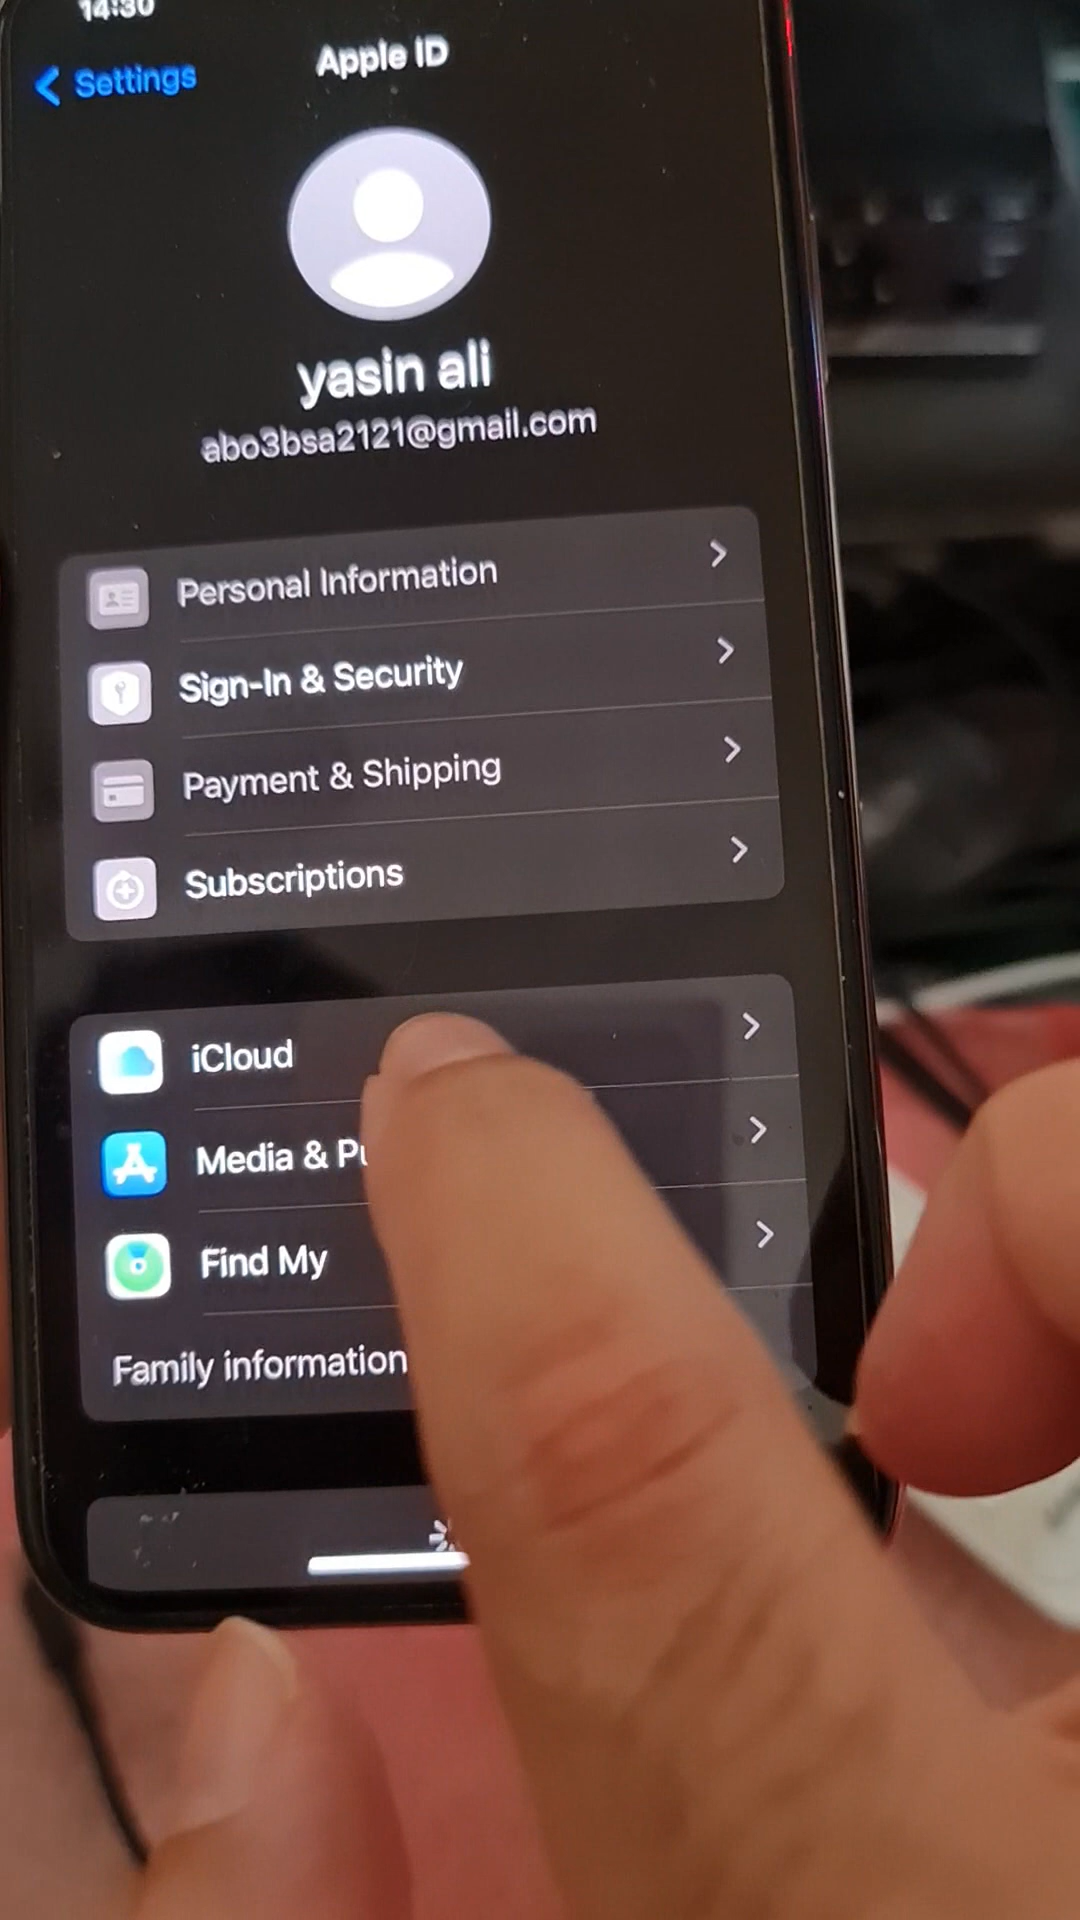 14:30
Settings
Apple ID
yasin ali
abo3bsa2121@gmail.com
Personal Information
Sign-In & Security
Payment & Shipping
Subscriptions
iCloud
Media &
Find My
Family information